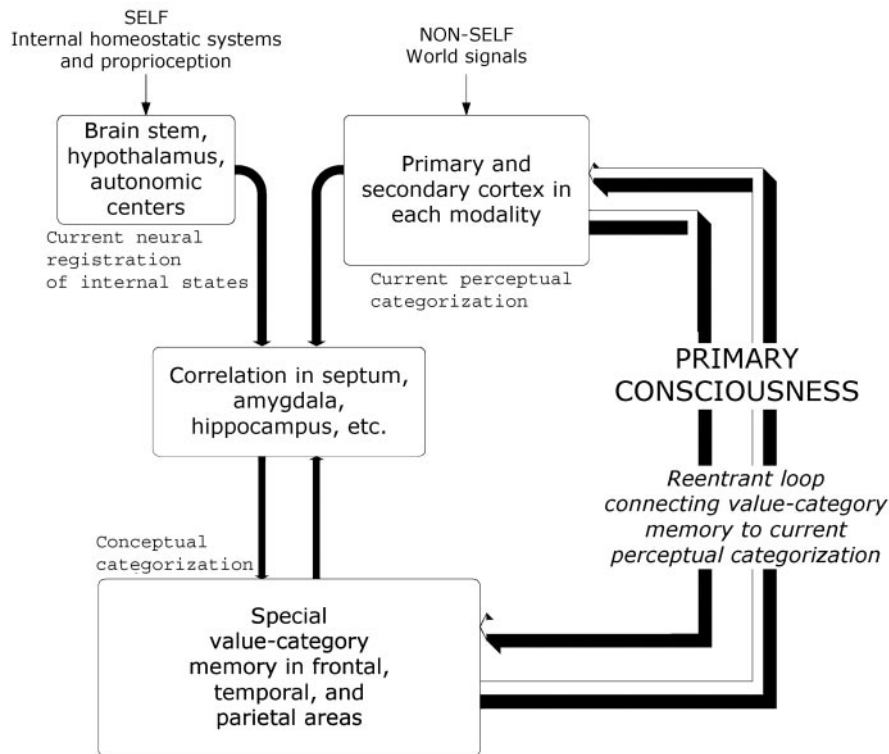 SELF
Internal homeostatic systems
and proprioception
NON-SELF
World signals
Brain stem,
hypothalamus,
autonomic
centers
Primary and
secondary cortex in
each modality
Current neural
registration
of internal states
Current perceptual
categorization
Correlation in septum,
amygdala,
hippocampus, etc.
PRIMARY
CONSCIOUSNESS
Reentrant loop
connecting value-category
memory to current
perceptual categorization
Conceptual
categorization
Special
value-category
memory in frontal,
temporal, and
parietal areas